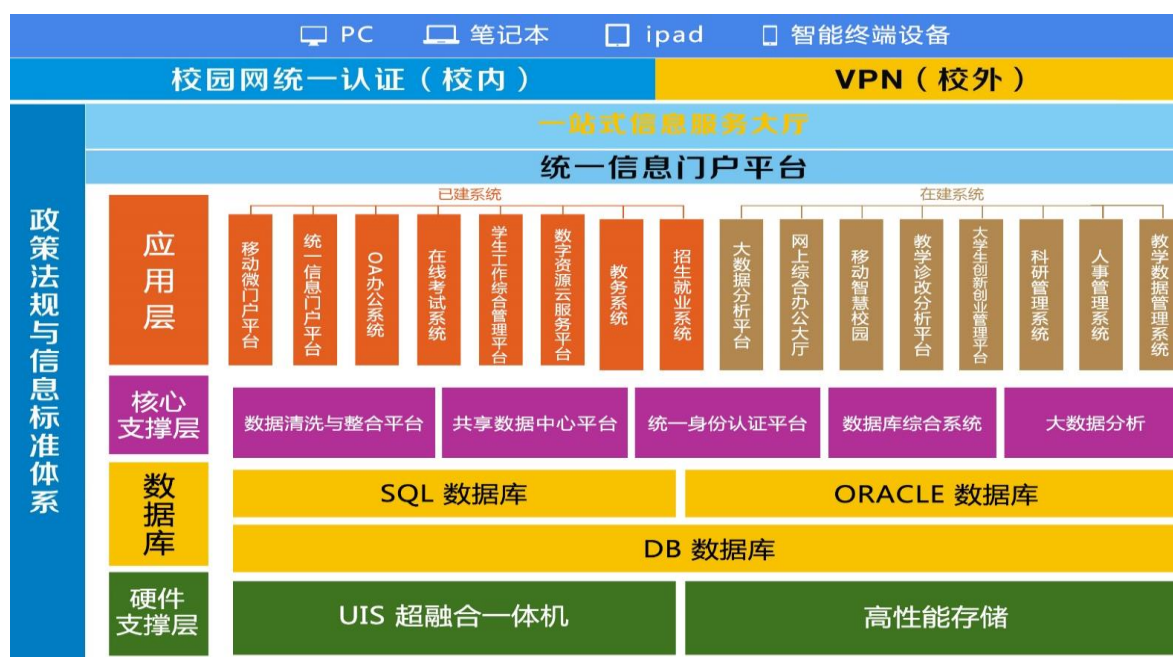 PC 笔记本 ipad 智能终端设备
校园网统一认证（校内） VPN（校外）
一站式信息服务大厅
统一信息门户平台
政策法规与信息标准体系
应用层
已建系统
在建系统
移动微门户平台
统一信息门户平台
OA办公系统
在线考试系统
学生工作综合管理平台
数字资源云服务平台
教务系统
招生就业系统
大数据分析平台
网上综合办公大厅
移动智慧校园
教学诊改分析平台
大学生创新创业管理平台
科研管理系统
人事管理系统
教学数据管理系统
核心
支撑层
数据清洗与整合平台 共享数据中心平台 统一身份认证平台 数据库综合系统 大数据分析
数据库
SQL 数据库 ORACLE 数据库
DB 数据库
硬件
支撑层
UIS 超融合一体机 高性能存储